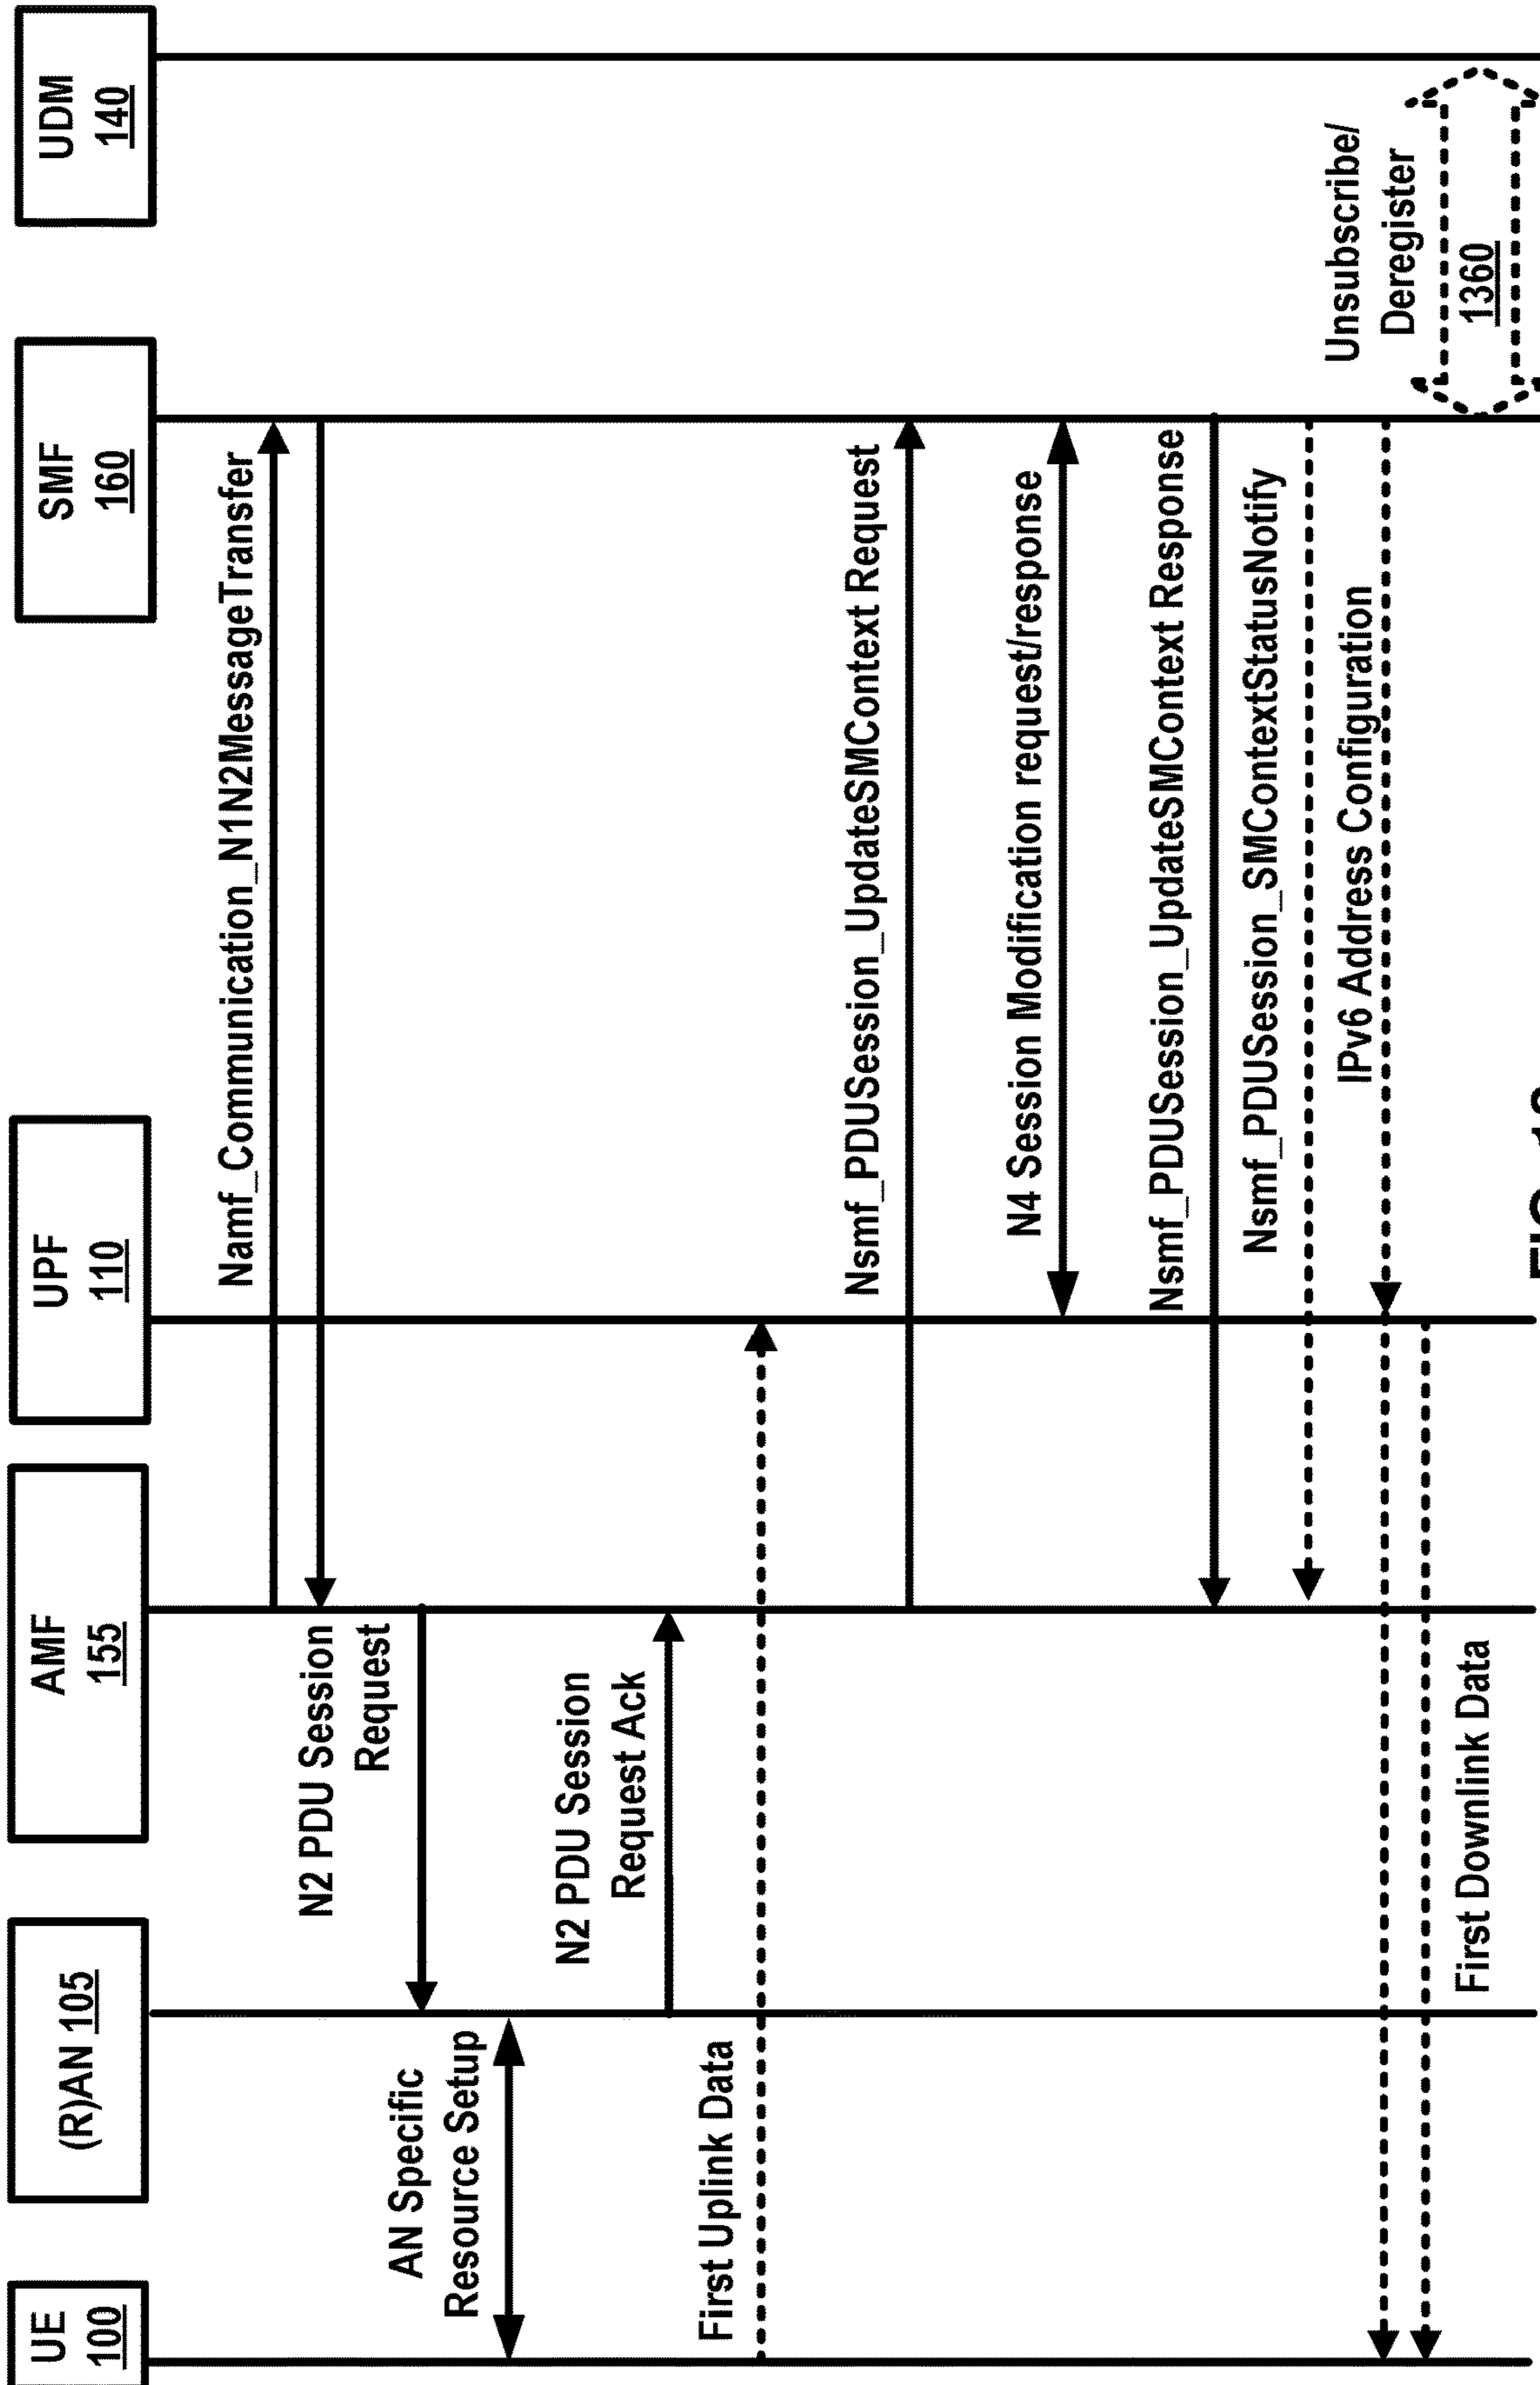 UE
100
(R)AN 105
AMF
155
UPF
110
SMF
160
UDM
140
Namf_Communication_N1N2MessageTransfer
N2 PDU Session
Request
AN Specific
Resource Setup
N2 PDU Session
Request Ack
First Uplink Data
Nsmf_PDUSession_UpdateSMContext Request
N4 Session Modification request/response
Nsmf_PDUSession_UpdateSMContext Response
Nsmf_PDUSession_SMContextStatusNotify
IPv6 Address Configuration
First Downlink Data
Unsubscribe/
Deregister
1360